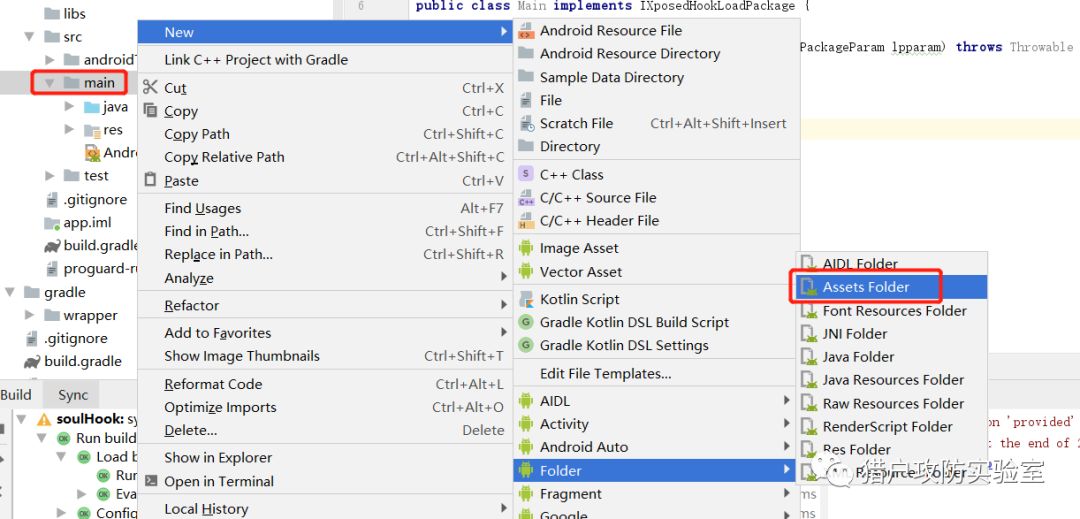 libs
src
android
main
java
res
Andro
test
.gitignore
app.iml
build.gradle
proguard-ru
gradle
wrapper
.gitignore
build.gradle
Build
Sync
soulHook: sy
Run build
Load b
Run
Eva
Config
6
public class Main implements IXposedHookLoadPackage {
PackageParam lpparam) throws Throwable
New
Link C++ Project with Gradle
Cut Ctrl+X
Copy Ctrl+C
Copy Path Ctrl+Shift+C
Copy Relative Path Ctrl+Alt+Shift+C
Paste Ctrl+V
Find Usages Alt+F7
Find in Path... Ctrl+Shift+F
Replace in Path... Ctrl+Shift+R
Analyze
Refactor
Add to Favorites
Show Image Thumbnails Ctrl+Shift+T
Reformat Code Ctrl+Alt+L
Optimize Imports Ctrl+Alt+O
Delete... Delete
Show in Explorer
Open in Terminal
Local History
Android Resource File
Android Resource Directory
Sample Data Directory
File
Scratch File Ctrl+Alt+Shift+Insert
Directory
S C++ Class
C++ C/C++ Source File
H C/C++ Header File
Image Asset
Vector Asset
Kotlin Script
G Gradle Kotlin DSL Build Script
G Gradle Kotlin DSL Settings
Edit File Templates...
AIDL
Activity
Android Auto
Folder
Fragment
Google
AIDL Folder
Assets Folder
Font Resources Folder
JNI Folder
Java Folder
Java Resources Folder
Raw Resources Folder
RenderScript Folder
Res Folder
Resources Folder
on 'provided'
t the end of 2
猎户攻防实验室
ms
ms